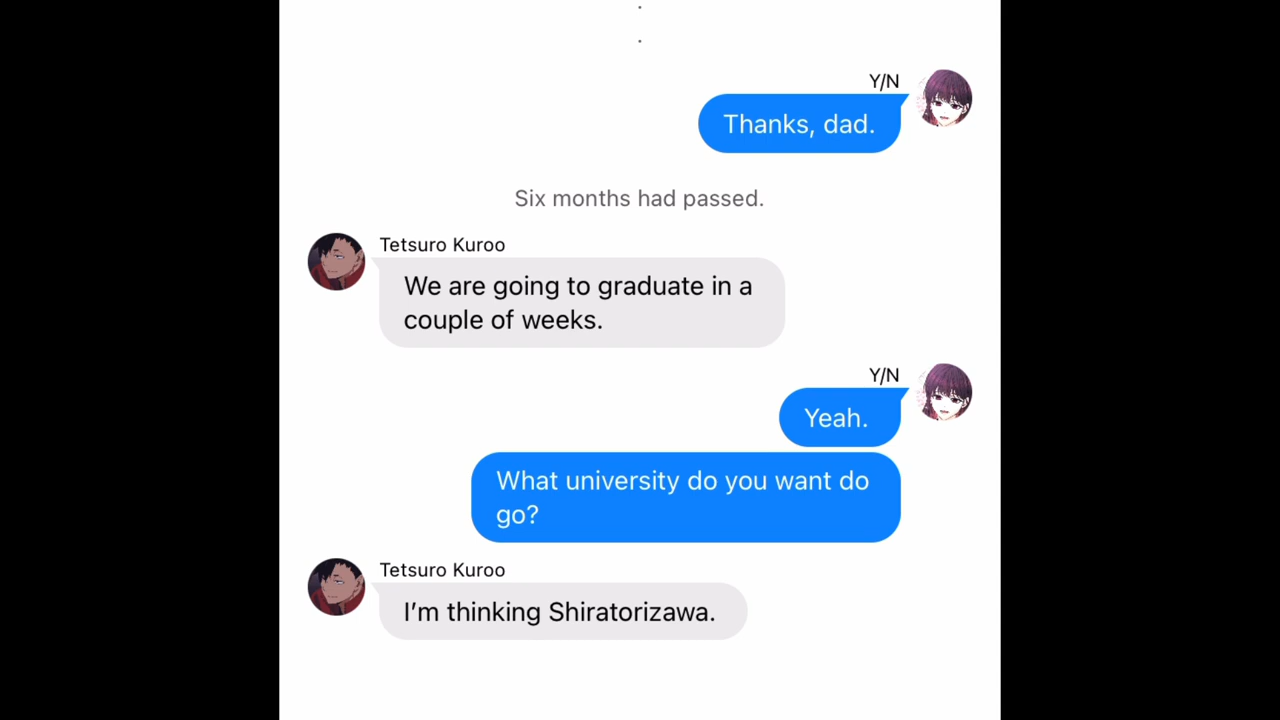 Y/N
Thanks, dad.
Six months had passed.
Tetsuro Kuroo
We are going to graduate in a
couple of weeks.
Y/N
Yeah.
What university do you want do
go?
Tetsuro Kuroo
I’m thinking Shiratorizawa.